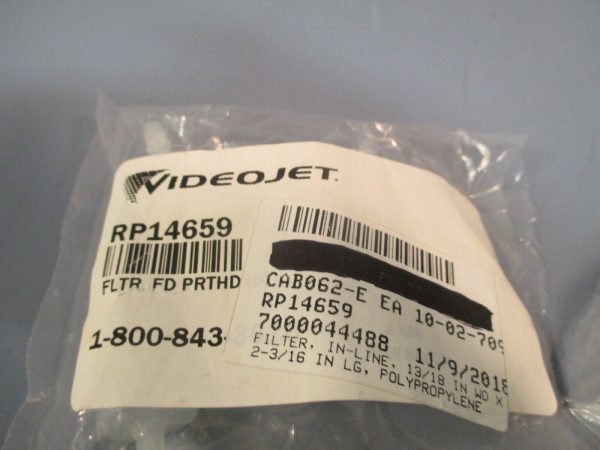 VIDEOJET.
RP14659
FLTR FD PRTHD
1-800-843-
CAB062-E EA 10-02-709
RP14659
7000044488 11/9/2018
FILTER, IN-LINE, 13/18 IN WD X
2-3/16 IN LG, POLYPROPYLENE